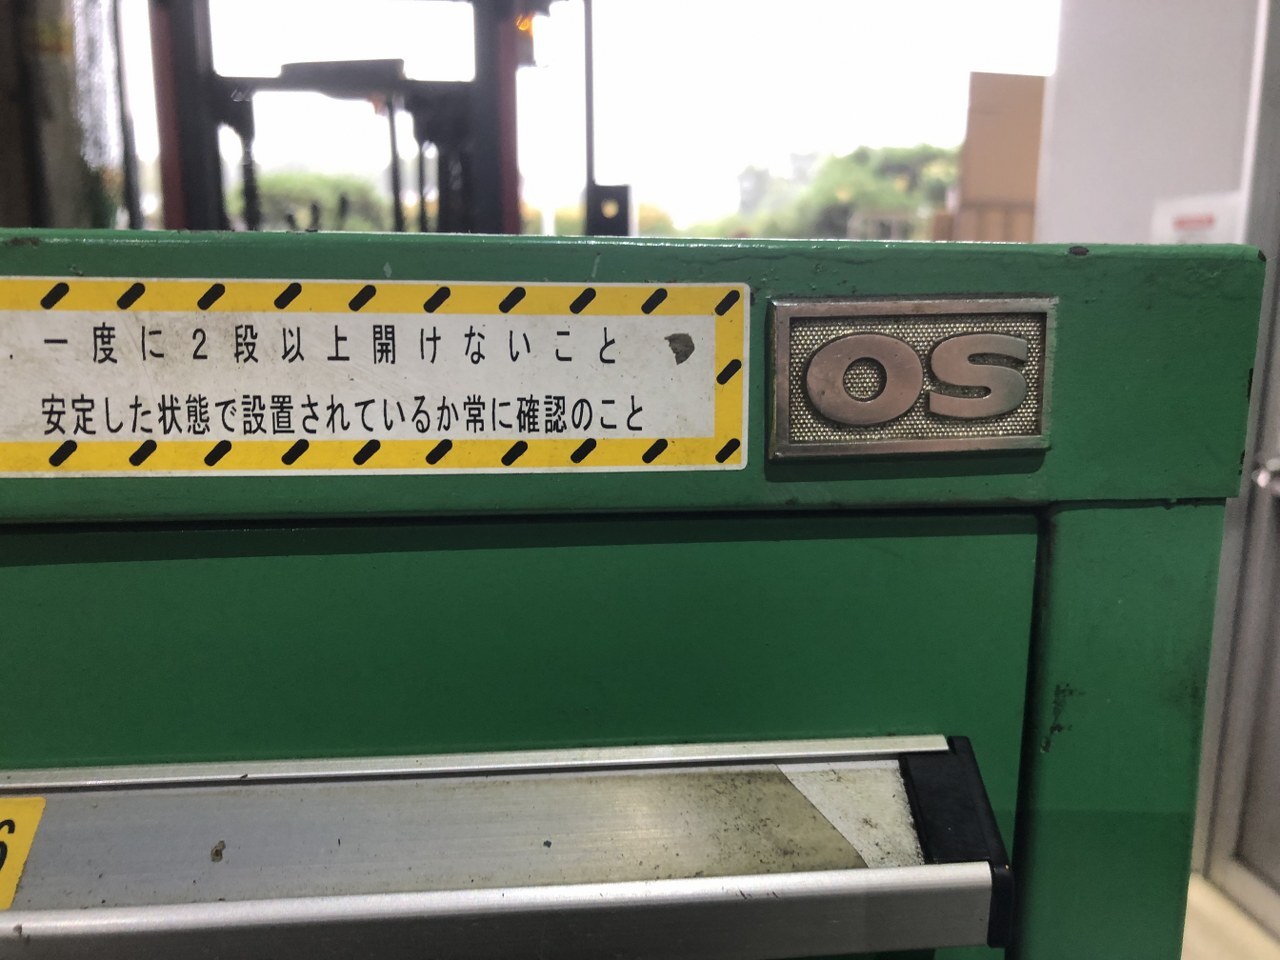 一度に２段以上開けないこと
安定した状態で設置されているか常に確認のこと
OS
6